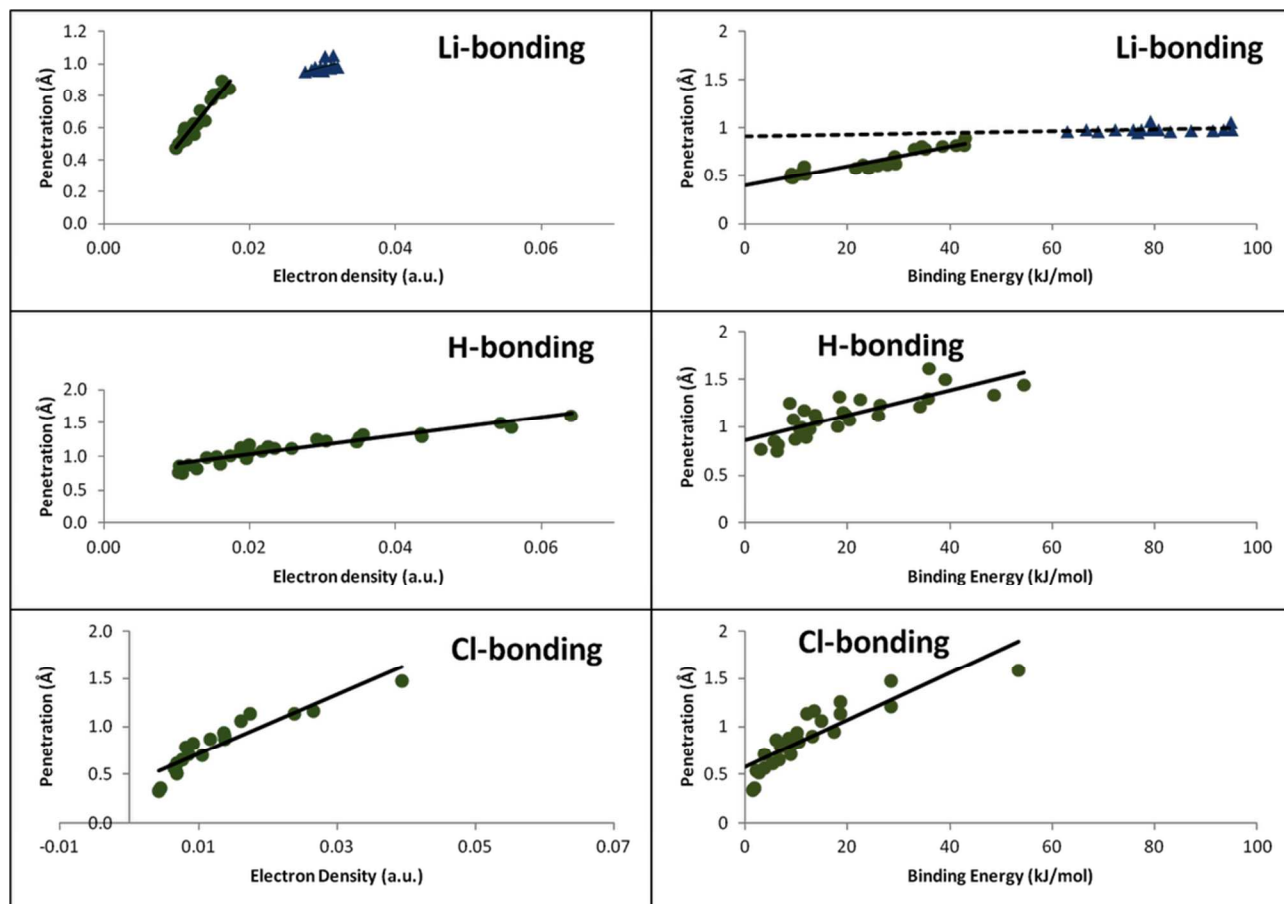 Li-bonding
1.2
1.0
0.8
0.6
0.4
0.2
0.0
Penetration (Å)
0.00 0.02 0.04 0.06
Electron density (a.u.)
Li-bonding
2
1.5
1
0.5
0
Penetration (Å)
0 20 40 60 80 100
Binding Energy (kJ/mol)
H-bonding
2.0
1.5
1.0
0.5
0.0
Penetration (Å)
0.00 0.02 0.04 0.06
Electron density (a.u.)
H-bonding
2
1.5
1
0.5
0
Penetration (Å)
0 20 40 60 80 100
Binding Energy (kJ/mol)
Cl-bonding
2.0
1.5
1.0
0.5
0.0
Penetration (Å)
-0.01 0.01 0.03 0.05 0.07
Electron Density (a.u.)
Cl-bonding
2
1.5
1
0.5
0
Penetration (Å)
0 20 40 60 80 100
Binding Energy (kJ/mol)